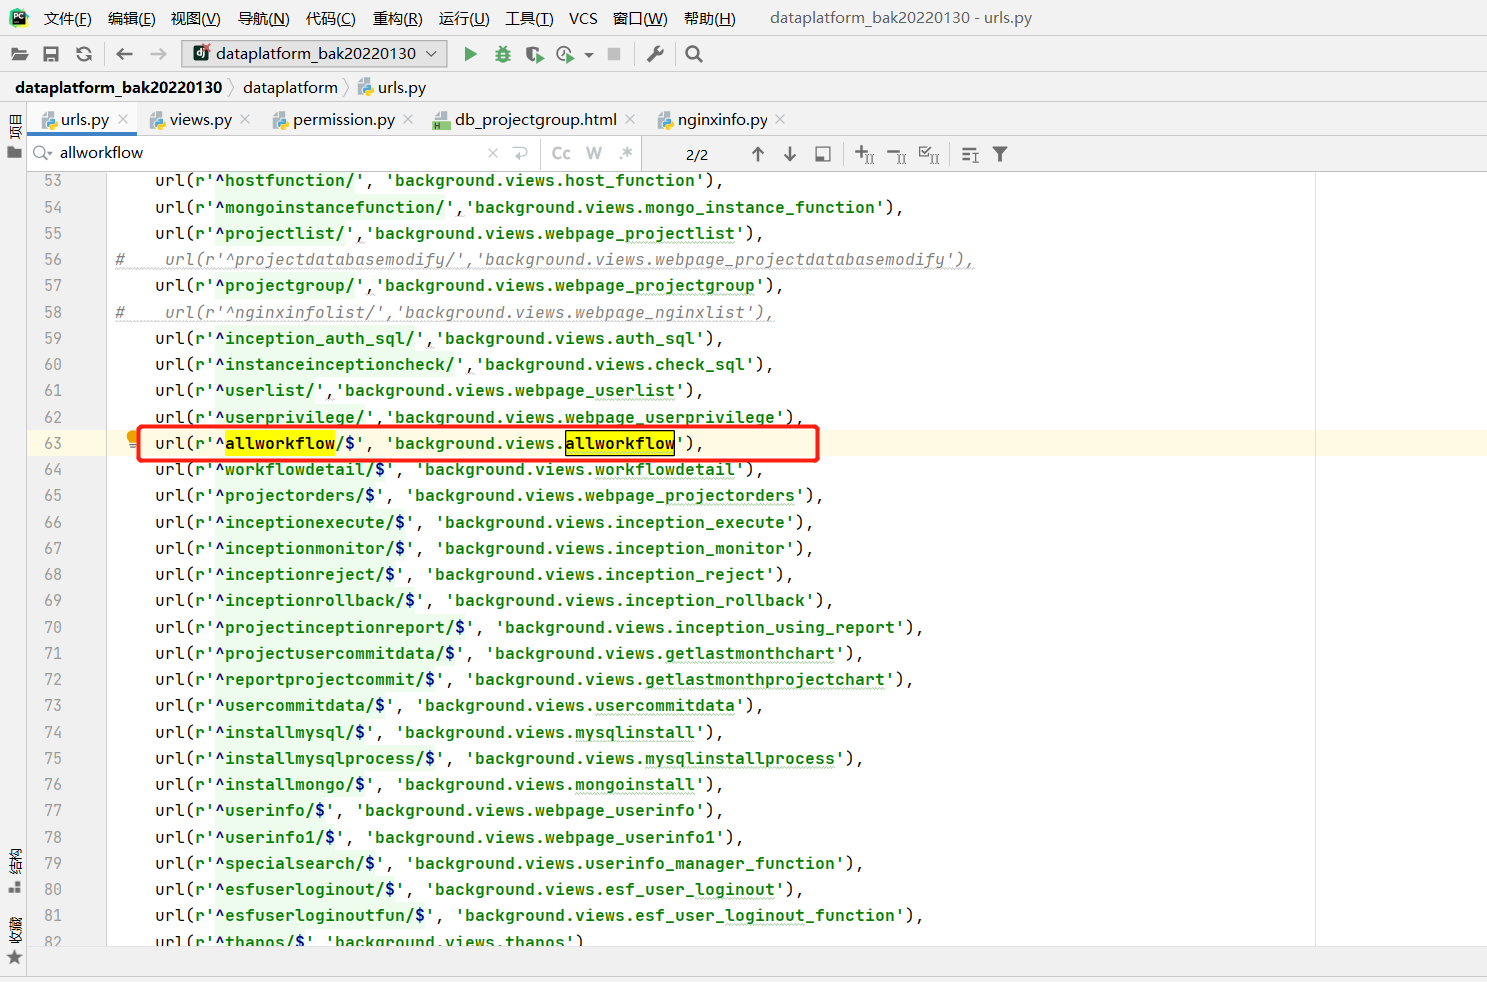 PC 文件(F) 编辑(E) 视图(V) 导航(N) 代码(C) 重构(R) 运行(U) 工具(T) VCS 窗口(W) 帮助(H) dataplatform_bak20220130 - urls.py
dj dataplatform_bak20220130
dataplatform_bak20220130 dataplatform urls.py
urls.py views.py permission.py H db_projectgroup.html nginxinfo.py
项目
allworkflow Cc W .* 2/2
53 url(r'^hostfunction/', 'background.views.host_function'),
54 url(r'^mongoinstancefunction/','background.views.mongo_instance_function'),
55 url(r'^projectlist/','background.views.webpage_projectlist'),
56 # url(r'^projectdatabasemodify/','background.views.webpage_projectdatabasemodify'),
57 url(r'^projectgroup/','background.views.webpage_projectgroup'),
58 # url(r'^nginxinfolist/','background.views.webpage_nginxlist'),
59 url(r'^inception_auth_sql/','background.views.auth_sql'),
60 url(r'^instanceinceptioncheck/','background.views.check_sql'),
61 url(r'^userlist/','background.views.webpage_userlist'),
62 url(r'^userprivilege/','background.views.webpage_userprivilege'),
63 url(r'^allworkflow/$', 'background.views.allworkflow'),
64 url(r'^workflowdetail/$', 'background.views.workflowdetail'),
65 url(r'^projectorders/$', 'background.views.webpage_projectorders'),
66 url(r'^inceptionexecute/$', 'background.views.inception_execute'),
67 url(r'^inceptionmonitor/$', 'background.views.inception_monitor'),
68 url(r'^inceptionreject/$', 'background.views.inception_reject'),
69 url(r'^inceptionrollback/$', 'background.views.inception_rollback'),
70 url(r'^projectinceptionreport/$', 'background.views.inception_using_report'),
71 url(r'^projectusercommitdata/$', 'background.views.getlastmonthchart'),
72 url(r'^reportprojectcommit/$', 'background.views.getlastmonthprojectchart'),
73 url(r'^usercommitdata/$', 'background.views.usercommitdata'),
74 url(r'^installmysql/$', 'background.views.mysqlinstall'),
75 url(r'^installmysqlprocess/$', 'background.views.mysqlinstallprocess'),
76 url(r'^installmongo/$', 'background.views.mongoinstall'),
77 url(r'^userinfo/$', 'background.views.webpage_userinfo'),
78 url(r'^userinfo1/$', 'background.views.webpage_userinfo1'),
79 url(r'^specialsearch/$', 'background.views.userinfo_manager_function'),
80 url(r'^esfuserloginout/$', 'background.views.esf_user_loginout'),
81 url(r'^esfuserloginoutfun/$', 'background.views.esf_user_loginout_function'),
82 url(r'^thanos/$' 'background.views.thanos')
结构
收藏